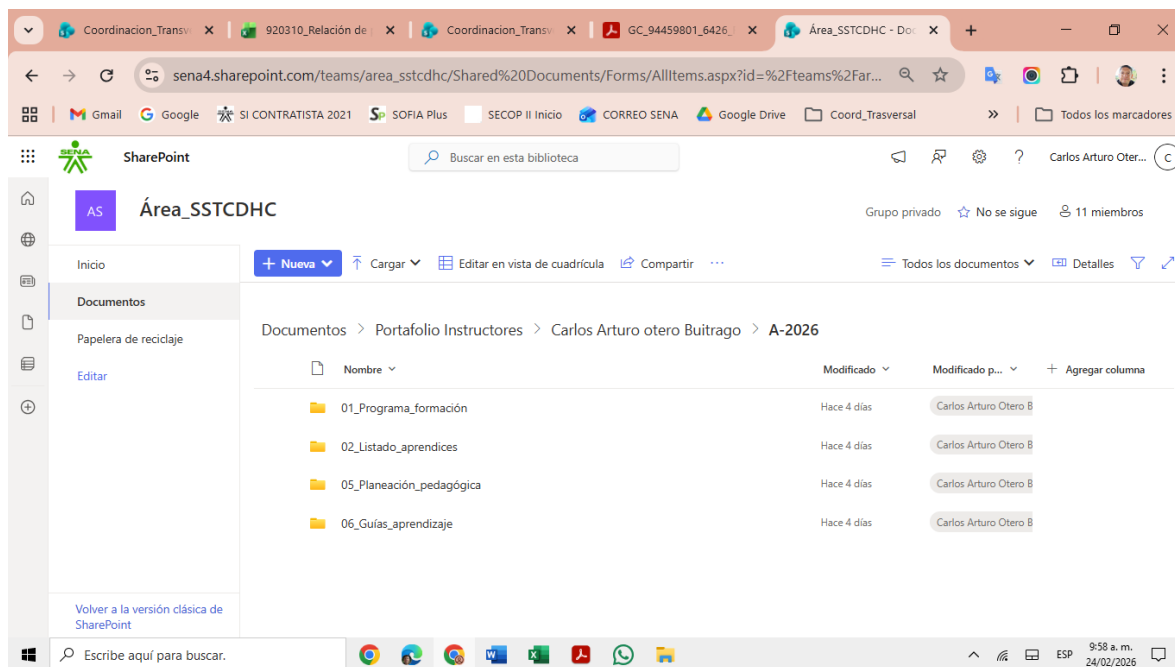 Coordinacion_Transv
920310_Relación de
Coordinacion_Transv
GC_94459801_6426_
Área_SSTCDHC - Doc
sena4.sharepoint.com/teams/area_sstcdhc/Shared%20Documents/Forms/AllItems.aspx?id=%2Fteams%2Far...
Gmail Google SI CONTRATISTA 2021 Sp SOFIA Plus SECOP II Inicio CORREO SENA Google Drive Coord_Trasversal » Todos los marcadores
SENA SharePoint Buscar en esta biblioteca ? Carlos Arturo Oter... C
AS Área_SSTCDHC Grupo privado No se sigue 11 miembros
Inicio
Documentos
Papelera de reciclaje
Editar
+ Nueva Cargar Editar en vista de cuadrícula Compartir ... Todos los documentos Detalles
Documentos > Portafolio Instructores > Carlos Arturo otero Buitrago > A-2026
Nombre Modificado Modificado p... + Agregar columna
01_Programa_formación Hace 4 días Carlos Arturo Otero B
02_Listado_aprendices Hace 4 días Carlos Arturo Otero B
05_Planeación_pedagógica Hace 4 días Carlos Arturo Otero B
06_Guías_aprendizaje Hace 4 días Carlos Arturo Otero B
Volver a la versión clásica de
SharePoint
Escribe aquí para buscar. ESP 9:58 a. m.
24/02/2026